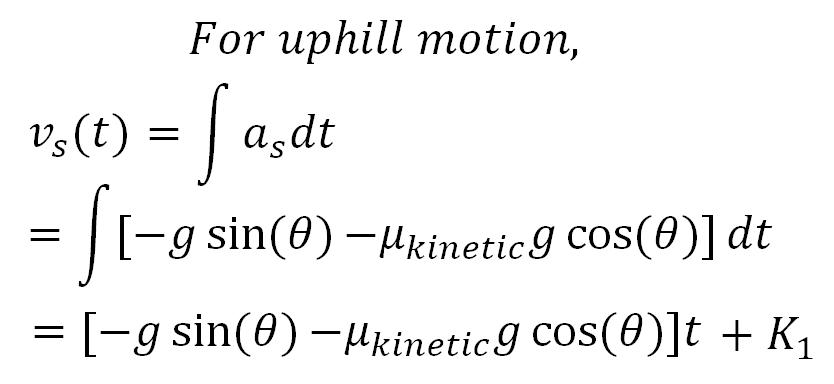 For uphill motion,
v_s(t) = ∫ a_s dt
= ∫ [−g sin(θ) −μ_kinetic g cos(θ)] dt
= [−g sin(θ) −μ_kinetic g cos(θ)]t + K_1